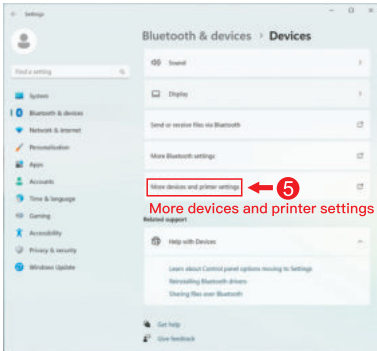 Settings
Bluetooth & devices > Devices
Find a setting
Sound
Display
System
Bluetooth & devices
Network & internet
Personalisation
Apps
Accounts
Time & language
Gaming
Accessibility
Privacy & security
Windows Update
Send or receive files via Bluetooth
More Bluetooth settings
More devices and printer settings
5
More devices and printer settings
Related support
Help with Devices
Learn about Control panel options moving to Settings
Reinstalling Bluetooth drivers
Sharing files over Bluetooth
Get help
Give feedback